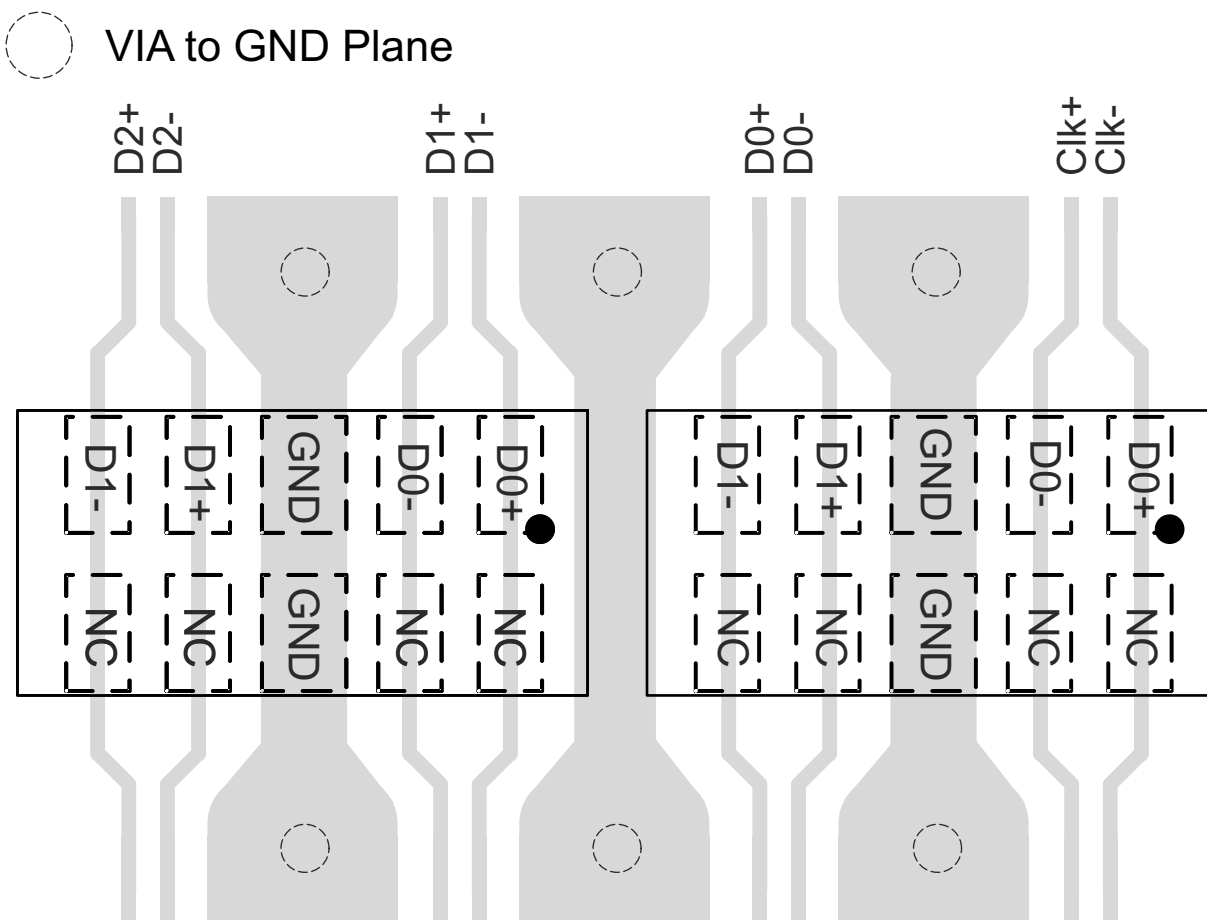 VIA to GND Plane
D2+
D2-
D1+
D1-
D0+
D0-
Clk+
Clk-
D1-
D1+
GND
D0-
D0+
D1-
D1+
GND
D0-
D0+
NC
NC
GND
NC
NC
NC
NC
GND
NC
NC